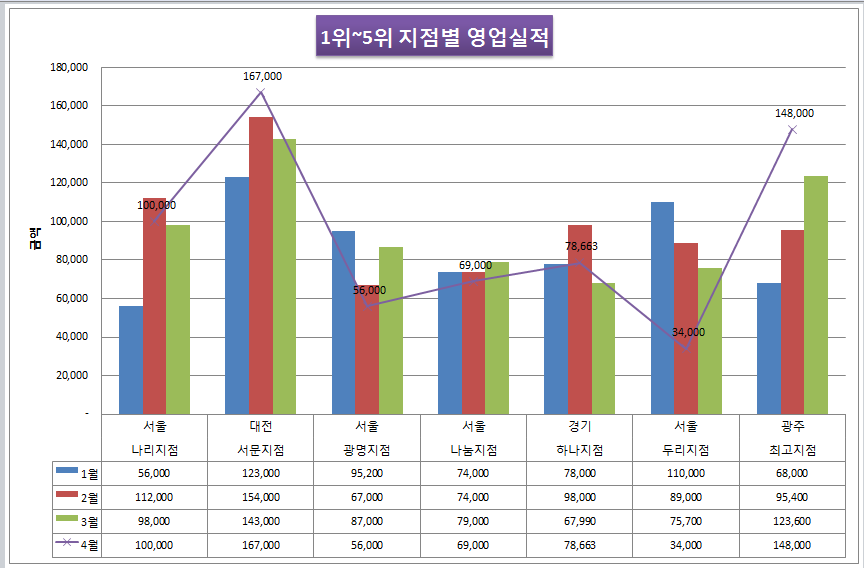 1위~5위 지점별 영업실적
180,000
160,000
140,000
120,000
100,000
80,000
60,000
40,000
20,000
-
금액
100,000
167,000
56,000
69,000
78,663
34,000
148,000
서울 대전 서울 서울 경기 서울 광주
나리지점 서문지점 광명지점 나눔지점 하나지점 두리지점 최고지점
1월 56,000 123,000 95,200 74,000 78,000 110,000 68,000
2월 112,000 154,000 67,000 74,000 98,000 89,000 95,400
3월 98,000 143,000 87,000 79,000 67,990 75,700 123,600
4월 100,000 167,000 56,000 69,000 78,663 34,000 148,000